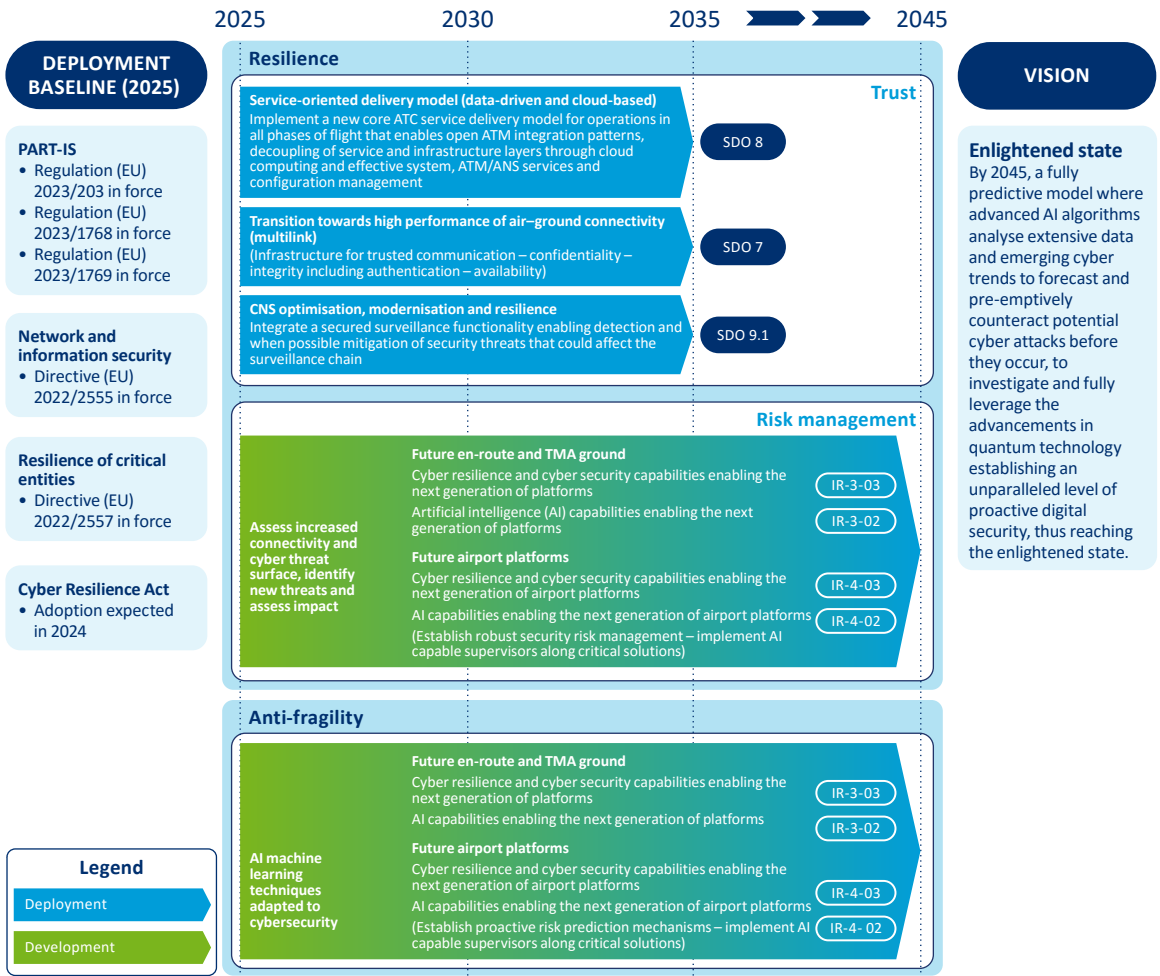 2025
2030
2035
2045
DEPLOYMENT
BASELINE (2025)
PART-IS
• Regulation (EU)
2023/203 in force
• Regulation (EU)
2023/1768 in force
• Regulation (EU)
2023/1769 in force
Network and
information security
• Directive (EU)
2022/2555 in force
Resilience of critical
entities
• Directive (EU)
2022/2557 in force
Cyber Resilience Act
• Adoption expected
in 2024
Resilience
Trust
Service-oriented delivery model (data-driven and cloud-based)
Implement a new core ATC service delivery model for operations in
all phases of flight that enables open ATM integration patterns,
decoupling of service and infrastructure layers through cloud
computing and effective system, ATM/ANS services and
configuration management
SDO 8
Transition towards high performance of air–ground connectivity
(multilink)
(Infrastructure for trusted communication – confidentiality –
integrity including authentication – availability)
SDO 7
CNS optimisation, modernisation and resilience
Integrate a secured surveillance functionality enabling detection and
when possible mitigation of security threats that could affect the
surveillance chain
SDO 9.1
Risk management
Assess increased
connectivity and
cyber threat
surface, identify
new threats and
assess impact
Future en-route and TMA ground
Cyber resilience and cyber security capabilities enabling the
next generation of platforms
IR-3-03
Artificial intelligence (AI) capabilities enabling the next
generation of platforms
IR-3-02
Future airport platforms
Cyber resilience and cyber security capabilities enabling the
next generation of airport platforms
IR-4-03
AI capabilities enabling the next generation of airport platforms
IR-4-02
(Establish robust security risk management – implement AI
capable supervisors along critical solutions)
Anti-fragility
AI machine
learning
techniques
adapted to
cybersecurity
Future en-route and TMA ground
Cyber resilience and cyber security capabilities enabling the
next generation of platforms
IR-3-03
AI capabilities enabling the next generation of platforms
IR-3-02
Future airport platforms
Cyber resilience and cyber security capabilities enabling the
next generation of airport platforms
IR-4-03
AI capabilities enabling the next generation of airport platforms
(Establish proactive risk prediction mechanisms – implement AI
capable supervisors along critical solutions)
IR-4- 02
VISION
Enlightened state
By 2045, a fully
predictive model where
advanced AI algorithms
analyse extensive data
and emerging cyber
trends to forecast and
pre-emptively
counteract potential
cyber attacks before
they occur, to
investigate and fully
leverage the
advancements in
quantum technology
establishing an
unparalleled level of
proactive digital
security, thus reaching
the enlightened state.
Legend
Deployment
Development